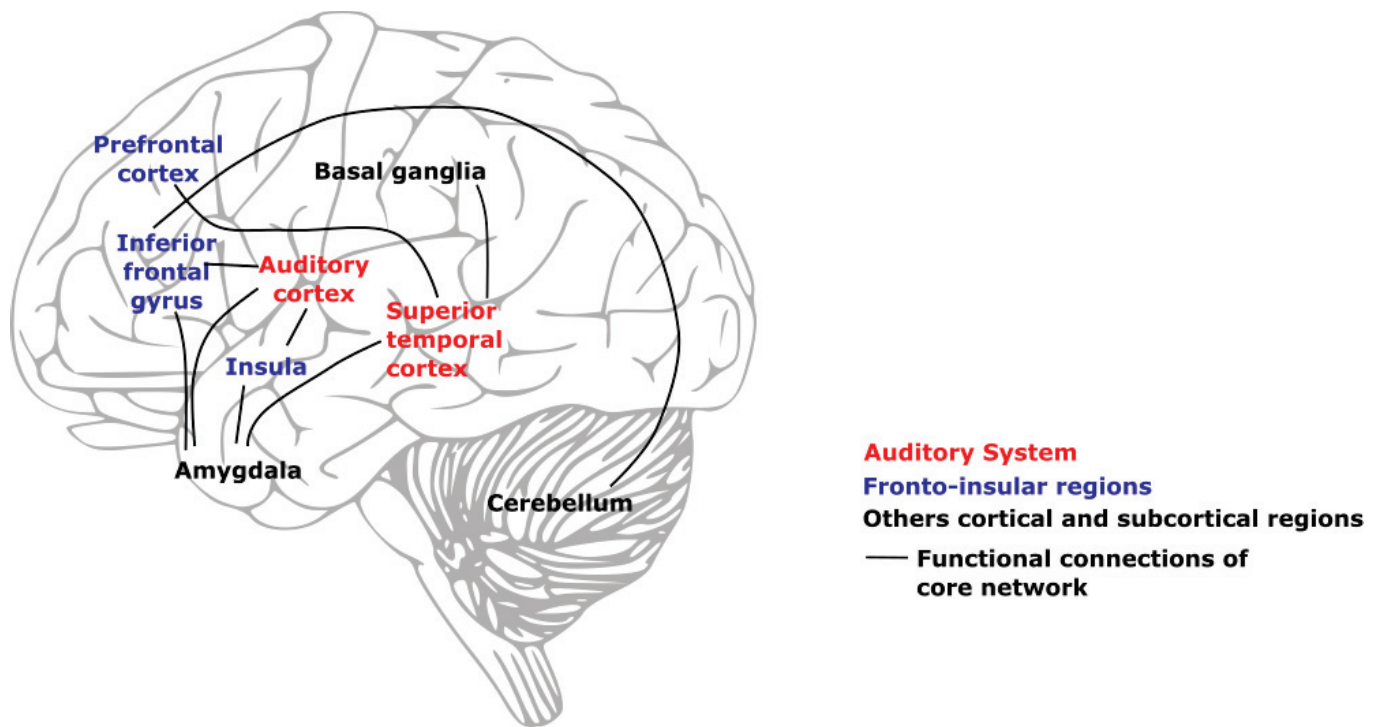 Prefrontal
cortex
Basal ganglia
Inferior
frontal
gyrus
Auditory
cortex
Superior
temporal
cortex
Insula
Amygdala
Cerebellum
Auditory System
Fronto-insular regions
Others cortical and subcortical regions
Functional connections of
core network